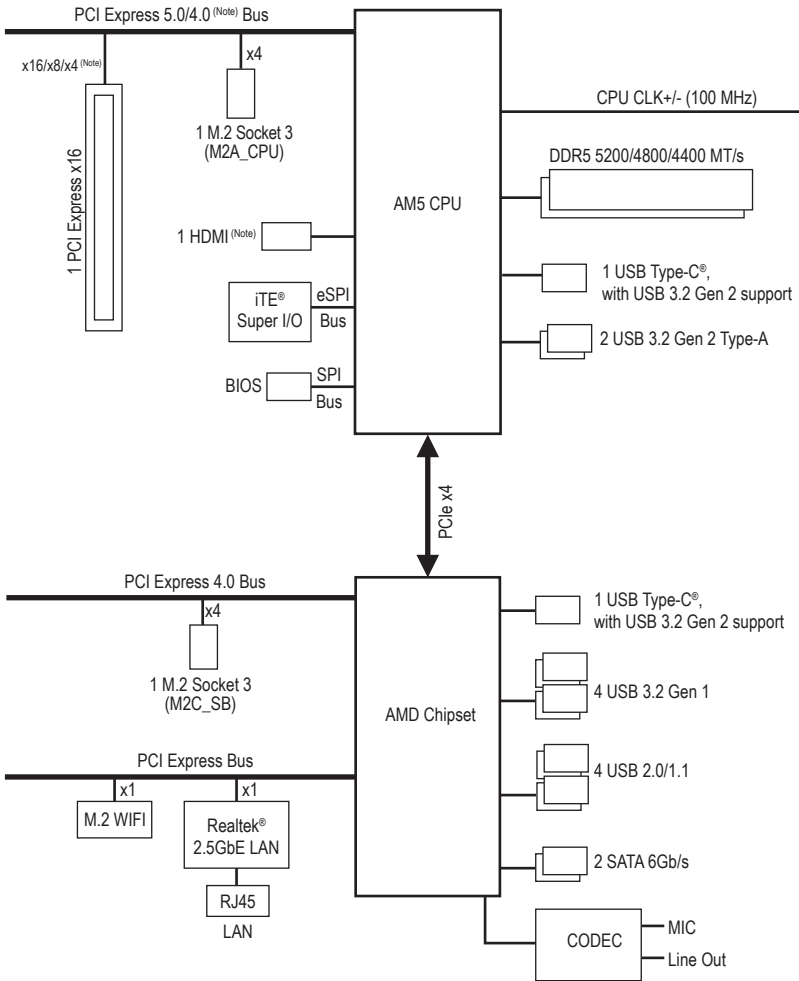 PCI Express 5.0/4.0 (Note) Bus
x16/x8/x4 (Note)
x4
1 PCI Express x16
1 M.2 Socket 3
(M2A_CPU)
1 HDMI (Note)
iTE®
Super I/O
eSPI
Bus
BIOS
SPI
Bus
AM5 CPU
CPU CLK+/- (100 MHz)
DDR5 5200/4800/4400 MT/s
1 USB Type-C®,
with USB 3.2 Gen 2 support
2 USB 3.2 Gen 2 Type-A
PCIe x4
PCI Express 4.0 Bus
x4
1 M.2 Socket 3
(M2C_SB)
PCI Express Bus
x1
M.2 WIFI
x1
Realtek®
2.5GbE LAN
RJ45
LAN
AMD Chipset
1 USB Type-C®,
with USB 3.2 Gen 2 support
4 USB 3.2 Gen 1
4 USB 2.0/1.1
2 SATA 6Gb/s
CODEC
MIC
Line Out